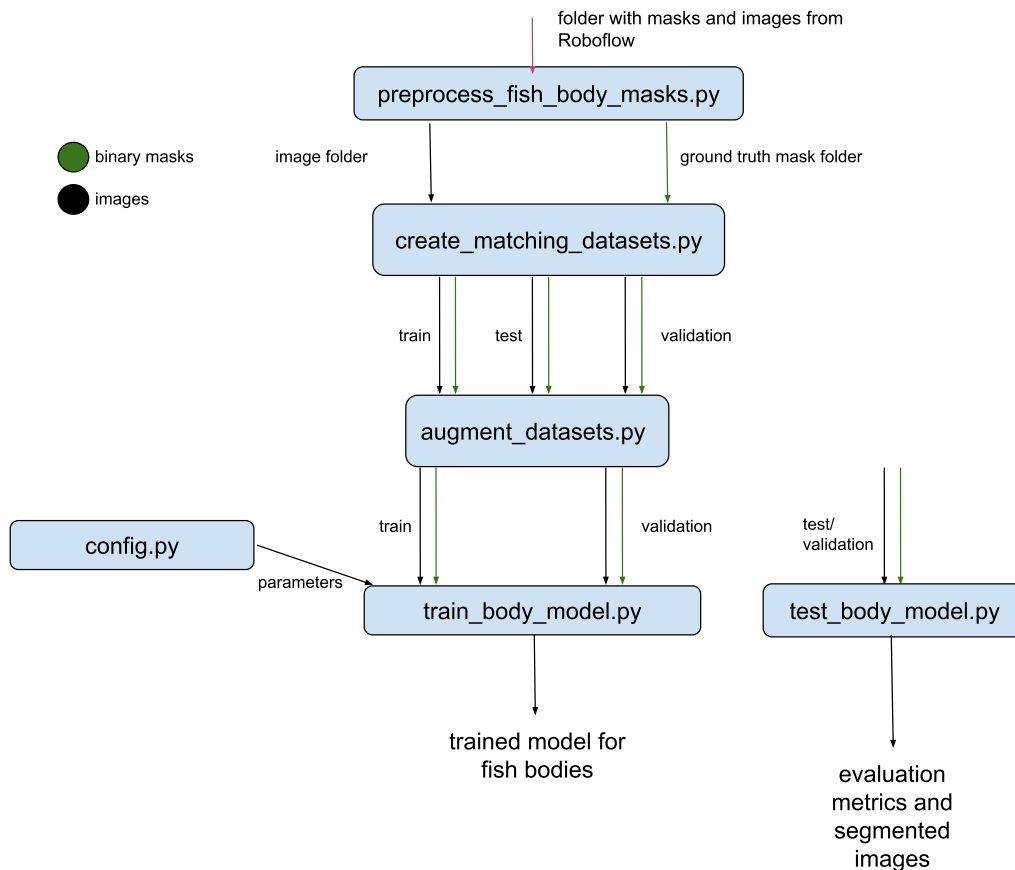 folder with masks and images from
Roboflow
preprocess_fish_body_masks.py
binary masks
images
image folder
ground truth mask folder
create_matching_datasets.py
train
test
validation
augment_datasets.py
train
validation
test/
validation
config.py
parameters
train_body_model.py
test_body_model.py
trained model for
fish bodies
evaluation
metrics and
segmented
images